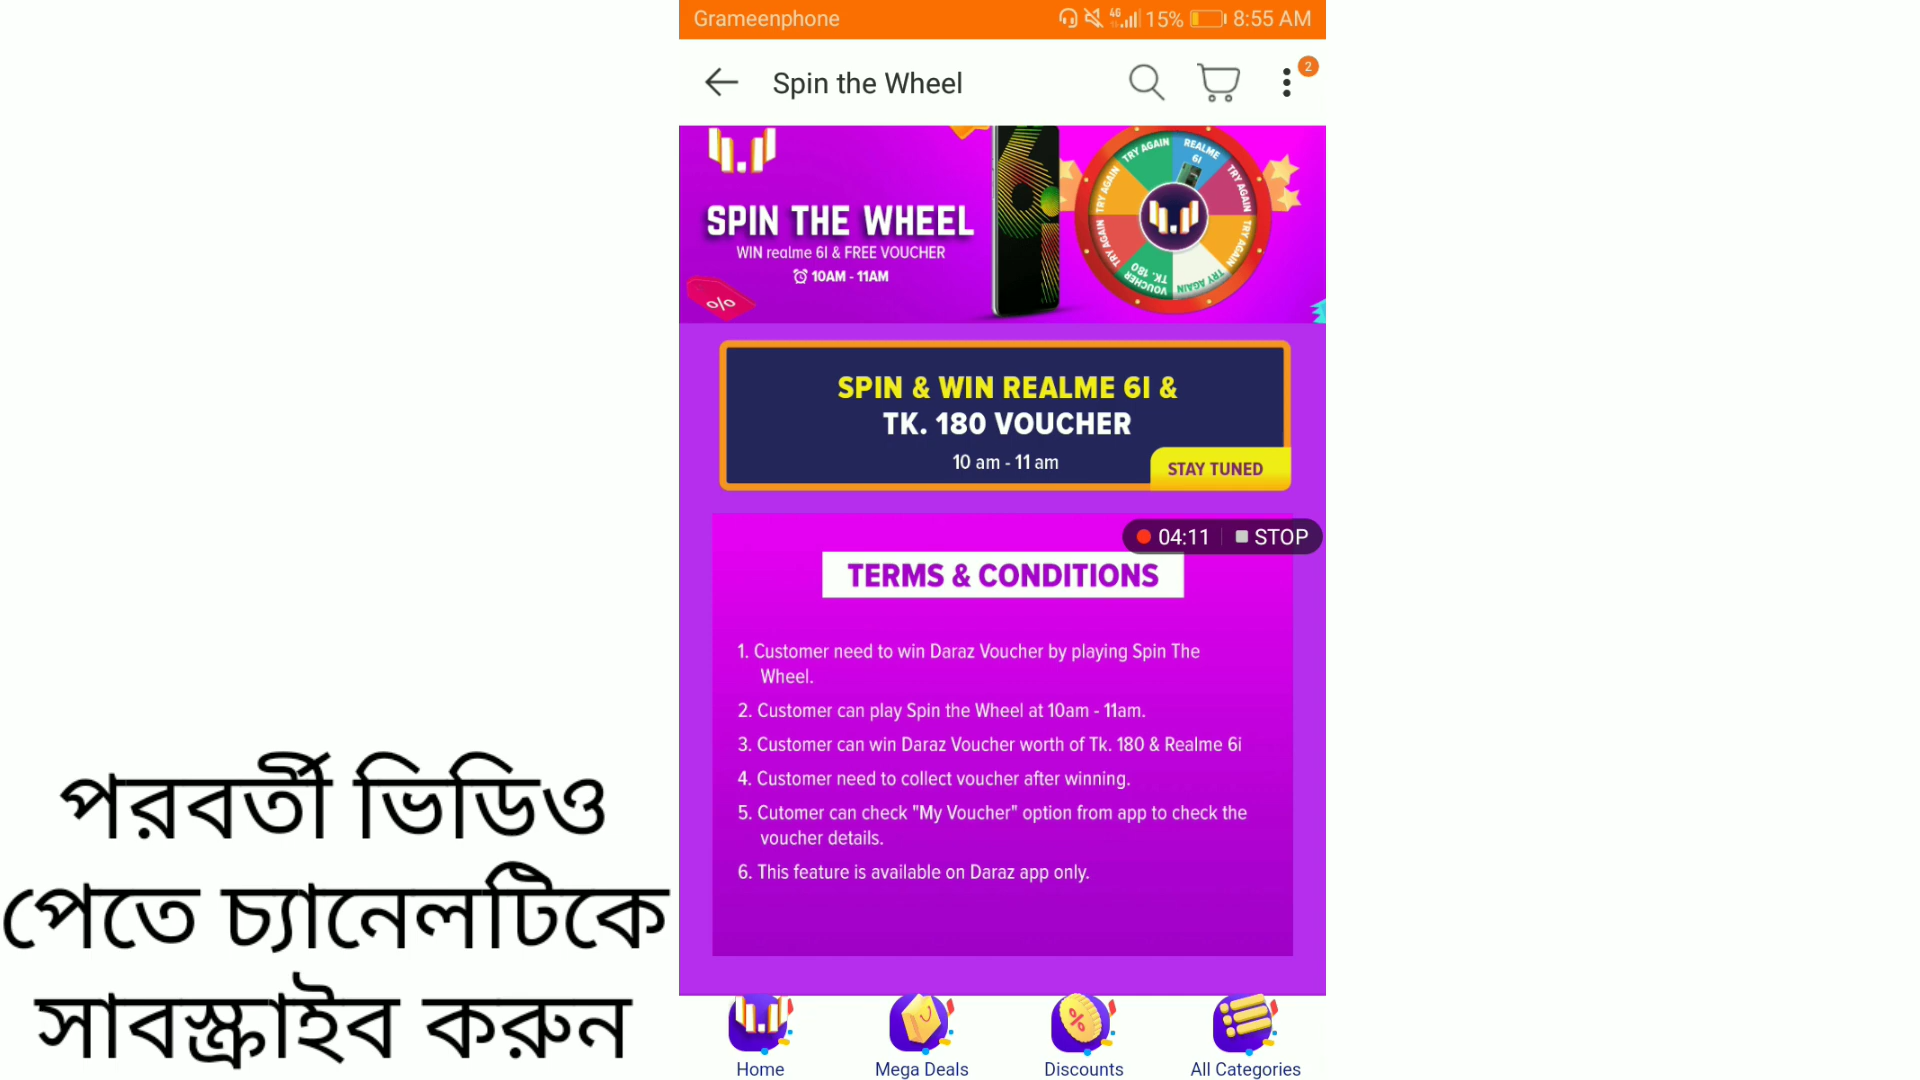 Grameenphone
4G 15% 8:55 AM
Spin the Wheel
2
SPIN THE WHEEL
WIN realme 6I & FREE VOUCHER
10AM - 11AM
%
TRY AGAIN
REALME 6I
TRY AGAIN
TRY AGAIN
TRY AGAIN
VOUCHER TK. 180
TRY AGAIN
TRY AGAIN
SPIN & WIN REALME 6I &
TK. 180 VOUCHER
10 am - 11 am
STAY TUNED
04:11 STOP
TERMS & CONDITIONS
1. Customer need to win Daraz Voucher by playing Spin The
Wheel.
2. Customer can play Spin the Wheel at 10am - 11am.
3. Customer can win Daraz Voucher worth of Tk. 180 & Realme 6i
4. Customer need to collect voucher after winning.
5. Cutomer can check "My Voucher" option from app to check the
voucher details.
6. This feature is available on Daraz app only.
পরবর্তী ভিডিও
পেতে চ্যানেলটিকে
সাবস্ক্রাইব করুন
Home Mega Deals Discounts All Categories